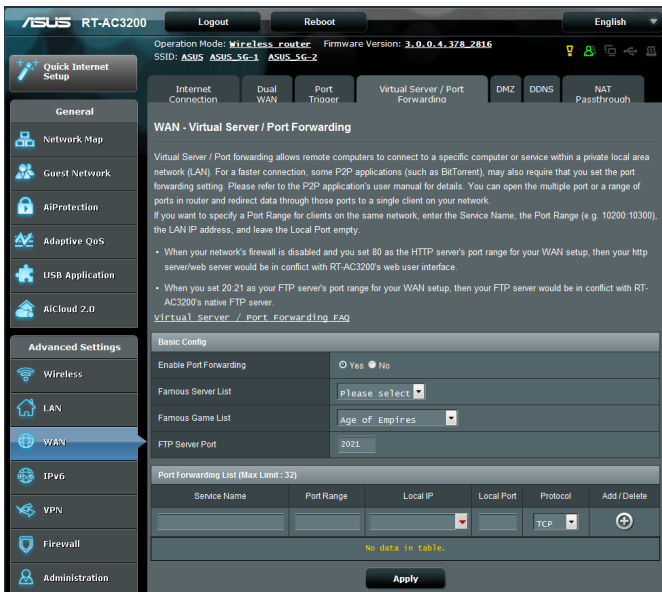 ASUS RT-AC3200
Logout
Reboot
English
Operation Mode: Wireless router Firmware Version: 3.0.0.4.378_2816
SSID: ASUS ASUS_5G-1 ASUS_5G-2
Quick Internet
Setup
General
Network Map
Guest Network
AiProtection
Adaptive QoS
USB Application
AiCloud 2.0
Advanced Settings
Wireless
LAN
WAN
IPv6
VPN
Firewall
Administration
Internet
Connection
Dual
WAN
Port
Trigger
Virtual Server / Port
Forwarding
DMZ
DDNS
NAT
Passthrough
WAN - Virtual Server / Port Forwarding
Virtual Server / Port forwarding allows remote computers to connect to a specific computer or service within a private local area
network (LAN). For a faster connection, some P2P applications (such as BitTorrent), may also require that you set the port
forwarding setting. Please refer to the P2P application's user manual for details. You can open the multiple port or a range of
ports in router and redirect data through those ports to a single client on your network.
If you want to specify a Port Range for clients on the same network, enter the Service Name, the Port Range (e.g. 10200:10300),
the LAN IP address, and leave the Local Port empty.
• When your network's firewall is disabled and you set 80 as the HTTP server's port range for your WAN setup, then your http
server/web server would be in conflict with RT-AC3200's web user interface.
• When you set 20:21 as your FTP server's port range for your WAN setup, then your FTP server would be in conflict with RT-
AC3200's native FTP server.
Virtual Server / Port Forwarding FAQ
Basic Config
Enable Port Forwarding Yes No
Famous Server List Please select
Famous Game List Age of Empires
FTP Server Port 2021
Port Forwarding List (Max Limit : 32)
Service Name Port Range Local IP Local Port Protocol Add / Delete
TCP
No data in table.
Apply